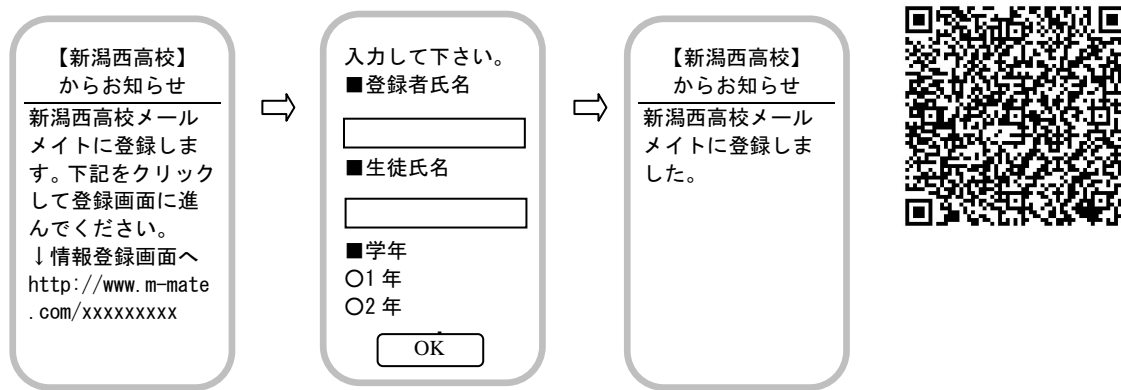 【新潟西高校】
からお知らせ
新潟西高校メール
メイトに登録しま
す。下記をクリック
して登録画面に進
んでください。
↓情報登録画面へ
http://www.m-mate
.com/xxxxxxxxx
入力して下さい。
■登録者氏名
■生徒氏名
■学年
○1 年
○2 年
OK
【新潟西高校】
からお知らせ
新潟西高校メール
メイトに登録しま
した。